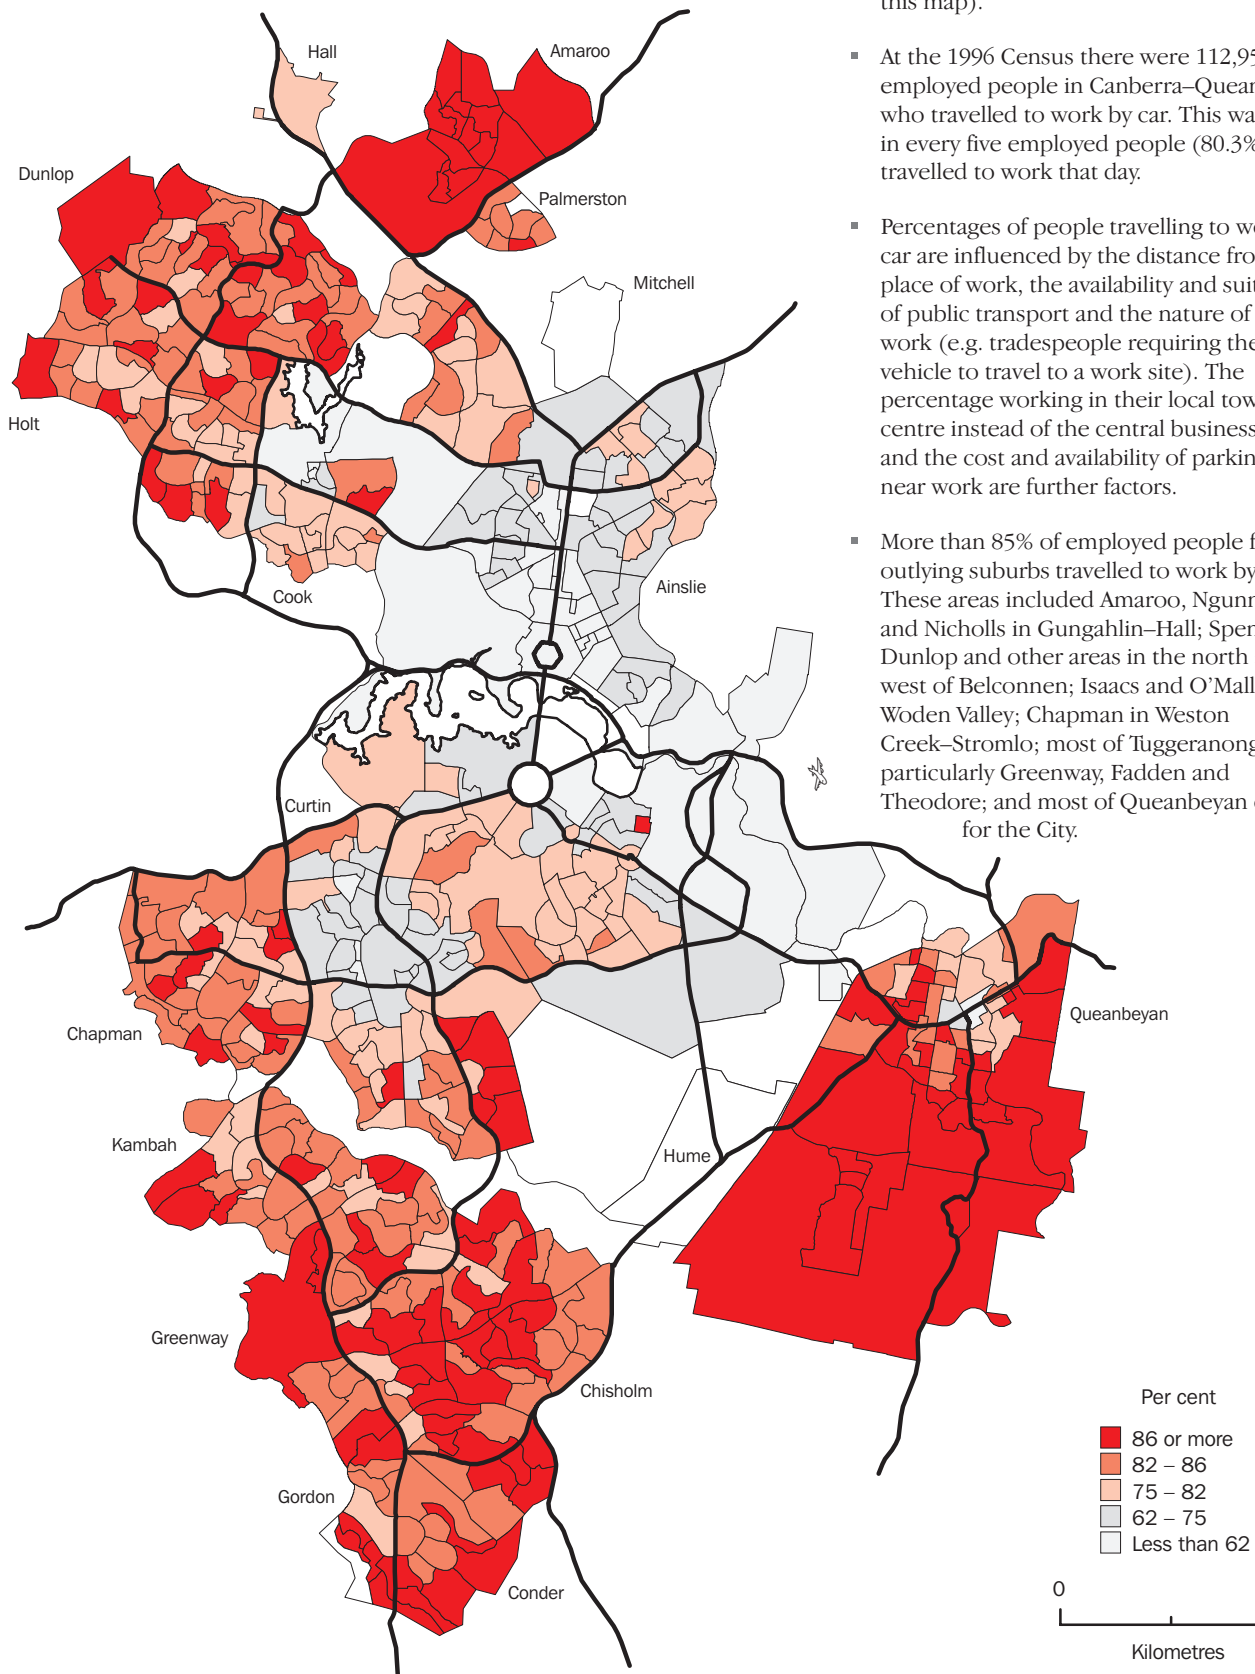 this map).
At the 1996 Census there were 112,95
employed people in Canberra–Quean
who travelled to work by car. This wa
in every five employed people (80.3%
travelled to work that day.
Percentages of people travelling to wo
car are influenced by the distance fro
place of work, the availability and suit
of public transport and the nature of
work (e.g. tradespeople requiring the
vehicle to travel to a work site). The
percentage working in their local tow
centre instead of the central business
and the cost and availability of parkin
near work are further factors.
More than 85% of employed people f
outlying suburbs travelled to work by
These areas included Amaroo, Ngunn
and Nicholls in Gungahlin–Hall; Spen
Dunlop and other areas in the north
west of Belconnen; Isaacs and O'Mall
Woden Valley; Chapman in Weston
Creek–Stromlo; most of Tuggeranong
particularly Greenway, Fadden and
Theodore; and most of Queanbeyan
for the City.
Hall
Amaroo
Dunlop
Palmerston
Mitchell
Holt
Cook
Ainslie
Curtin
Chapman
Queanbeyan
Kambah
Hume
Greenway
Chisholm
Gordon
Conder
Per cent
86 or more
82 – 86
75 – 82
62 – 75
Less than 62
0
Kilometres